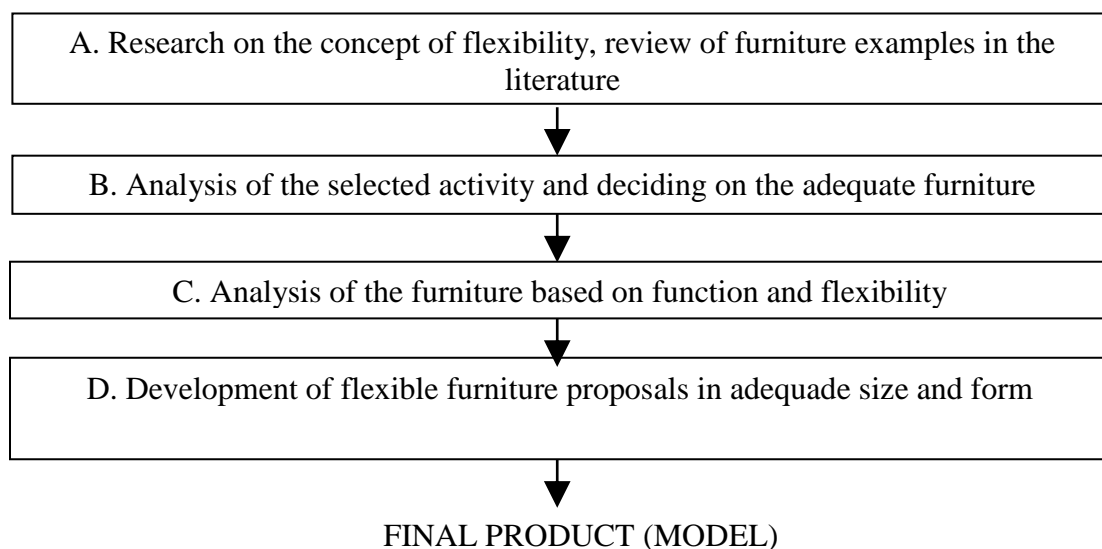 A. Research on the concept of flexibility, review of furniture examples in the
literature
B. Analysis of the selected activity and deciding on the adequate furniture
C. Analysis of the furniture based on function and flexibility
D. Development of flexible furniture proposals in adequade size and form
FINAL PRODUCT (MODEL)